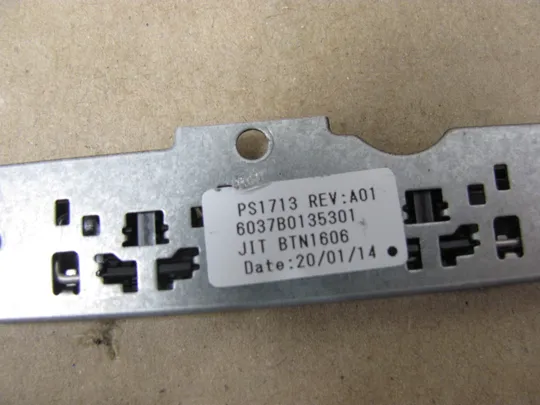 PS1713 REV:A01
6037B0135301
JIT BTN1606
Date:20/01/14